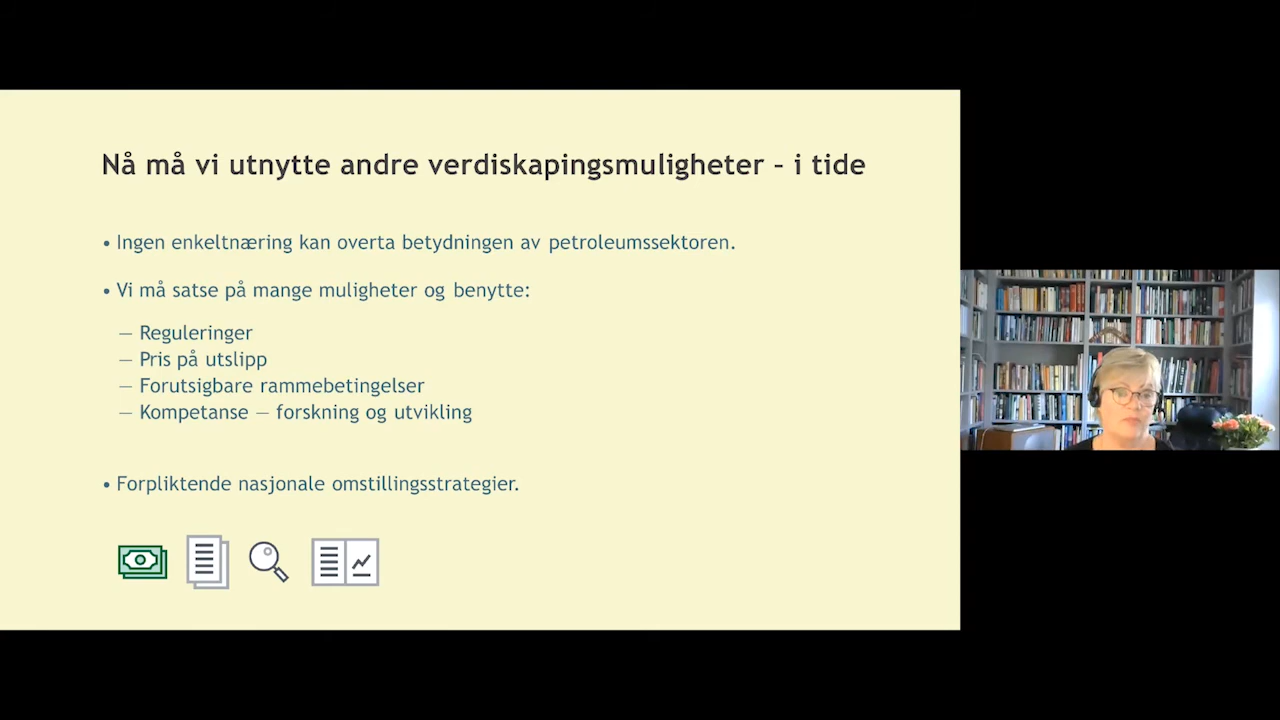 Nå må vi utnytte andre verdiskapingsmuligheter – i tide
• Ingen enkeltnæring kan overta betydningen av petroleumssektoren.
• Vi må satse på mange muligheter og benytte:
— Reguleringer
— Pris på utslipp
— Forutsigbare rammebetingelser
— Kompetanse — forskning og utvikling
• Forpliktende nasjonale omstillingsstrategier.